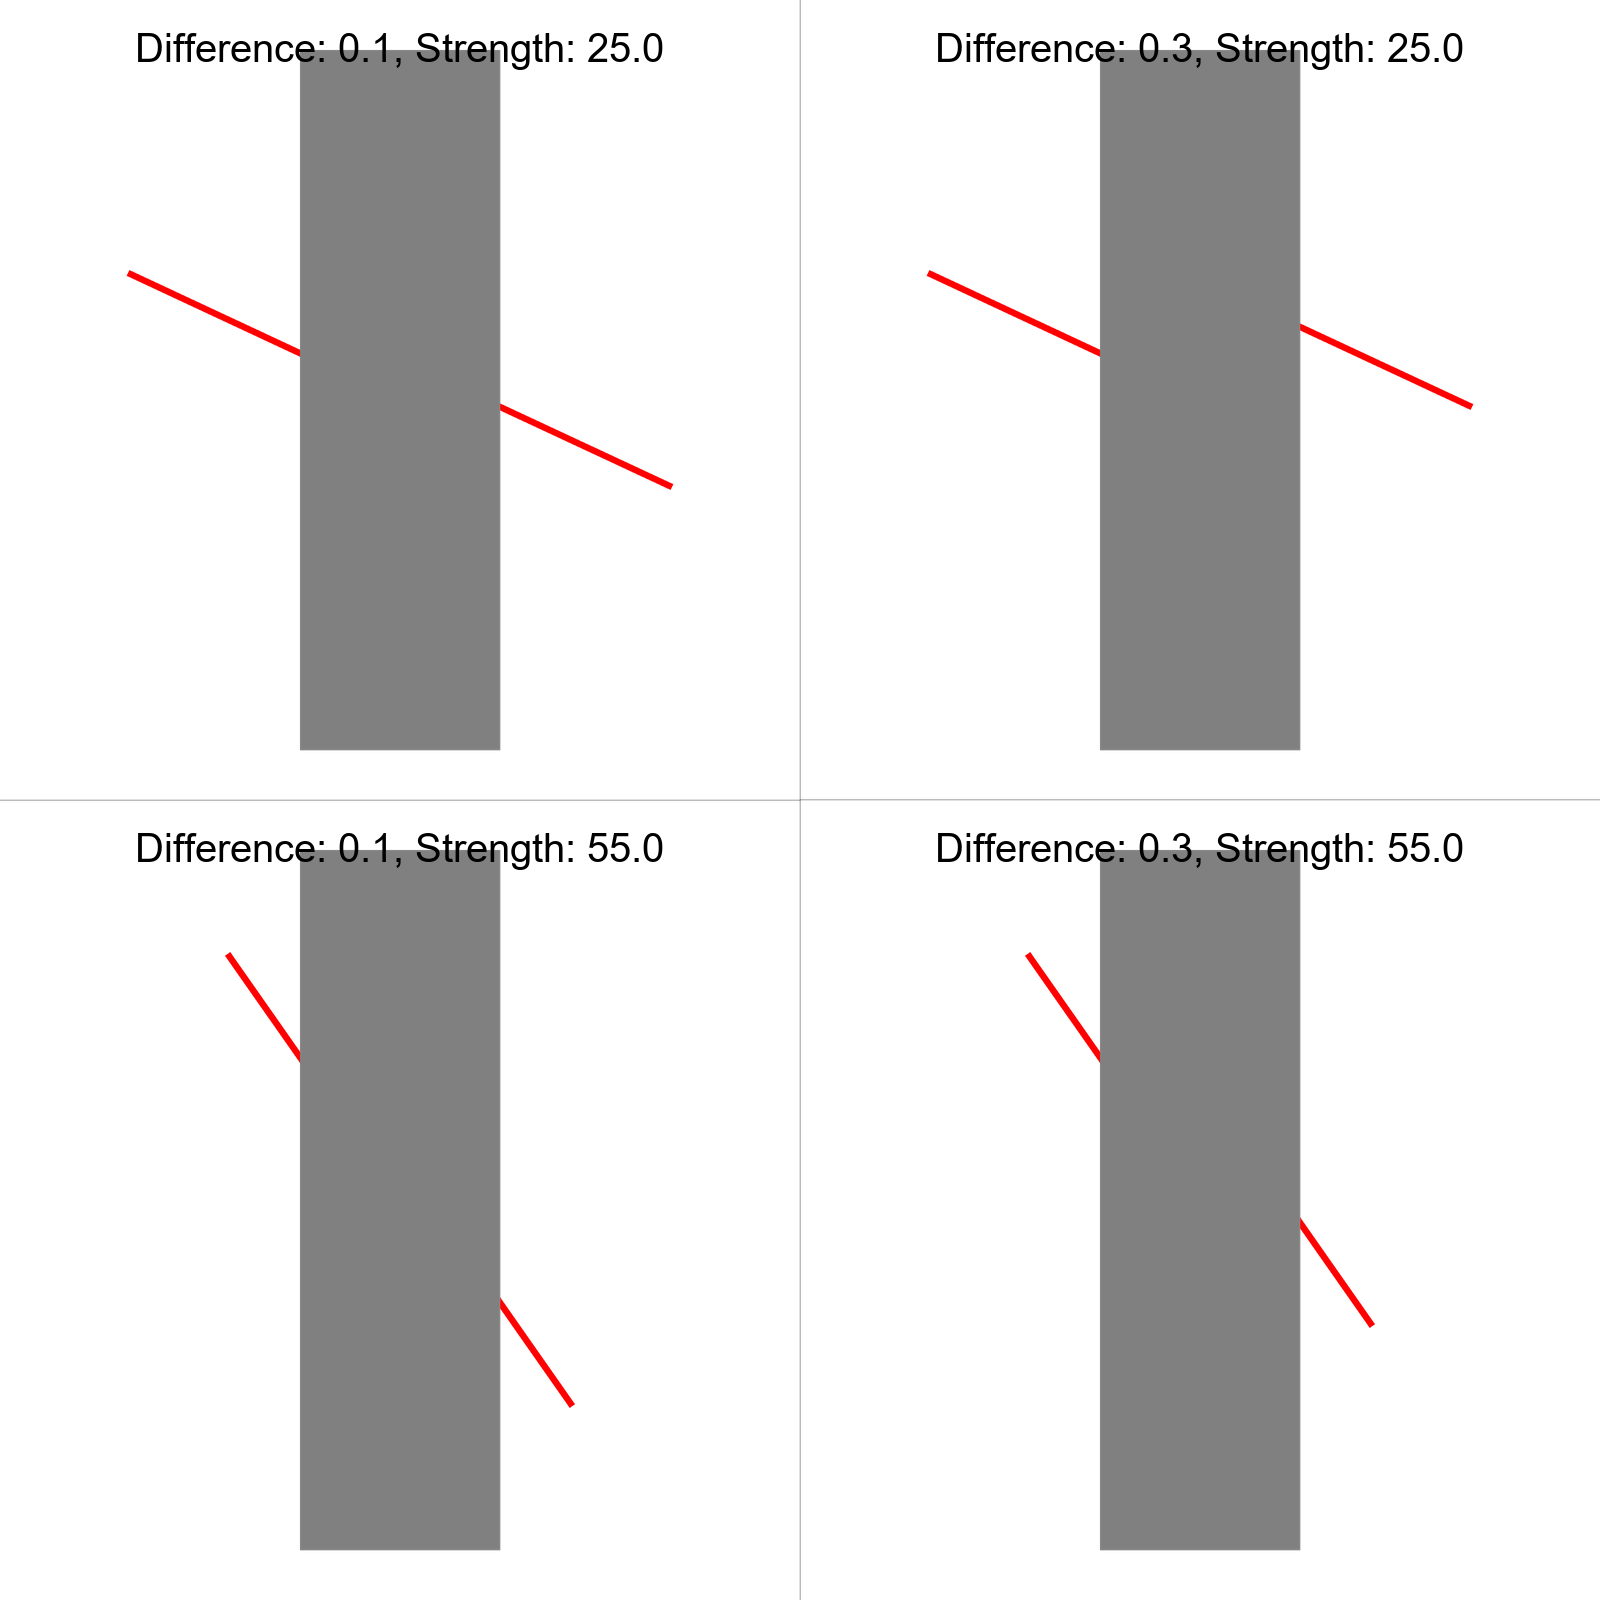 Difference: 0.1, Strength: 25.0
Difference: 0.3, Strength: 25.0
Difference: 0.1, Strength: 55.0
Difference: 0.3, Strength: 55.0